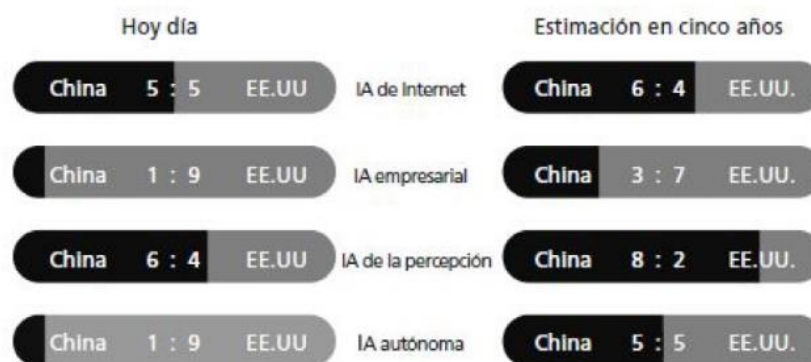 Hoy día Estimación en cinco años
China 5 : 5 EE.UU IA de Internet China 6 : 4 EE.UU.
China 1 : 9 EE.UU IA empresarial China 3 : 7 EE.UU.
China 6 : 4 EE.UU IA de la percepción China 8 : 2 EE.UU.
China 1 : 9 EE.UU IA autónoma China 5 : 5 EE.UU.